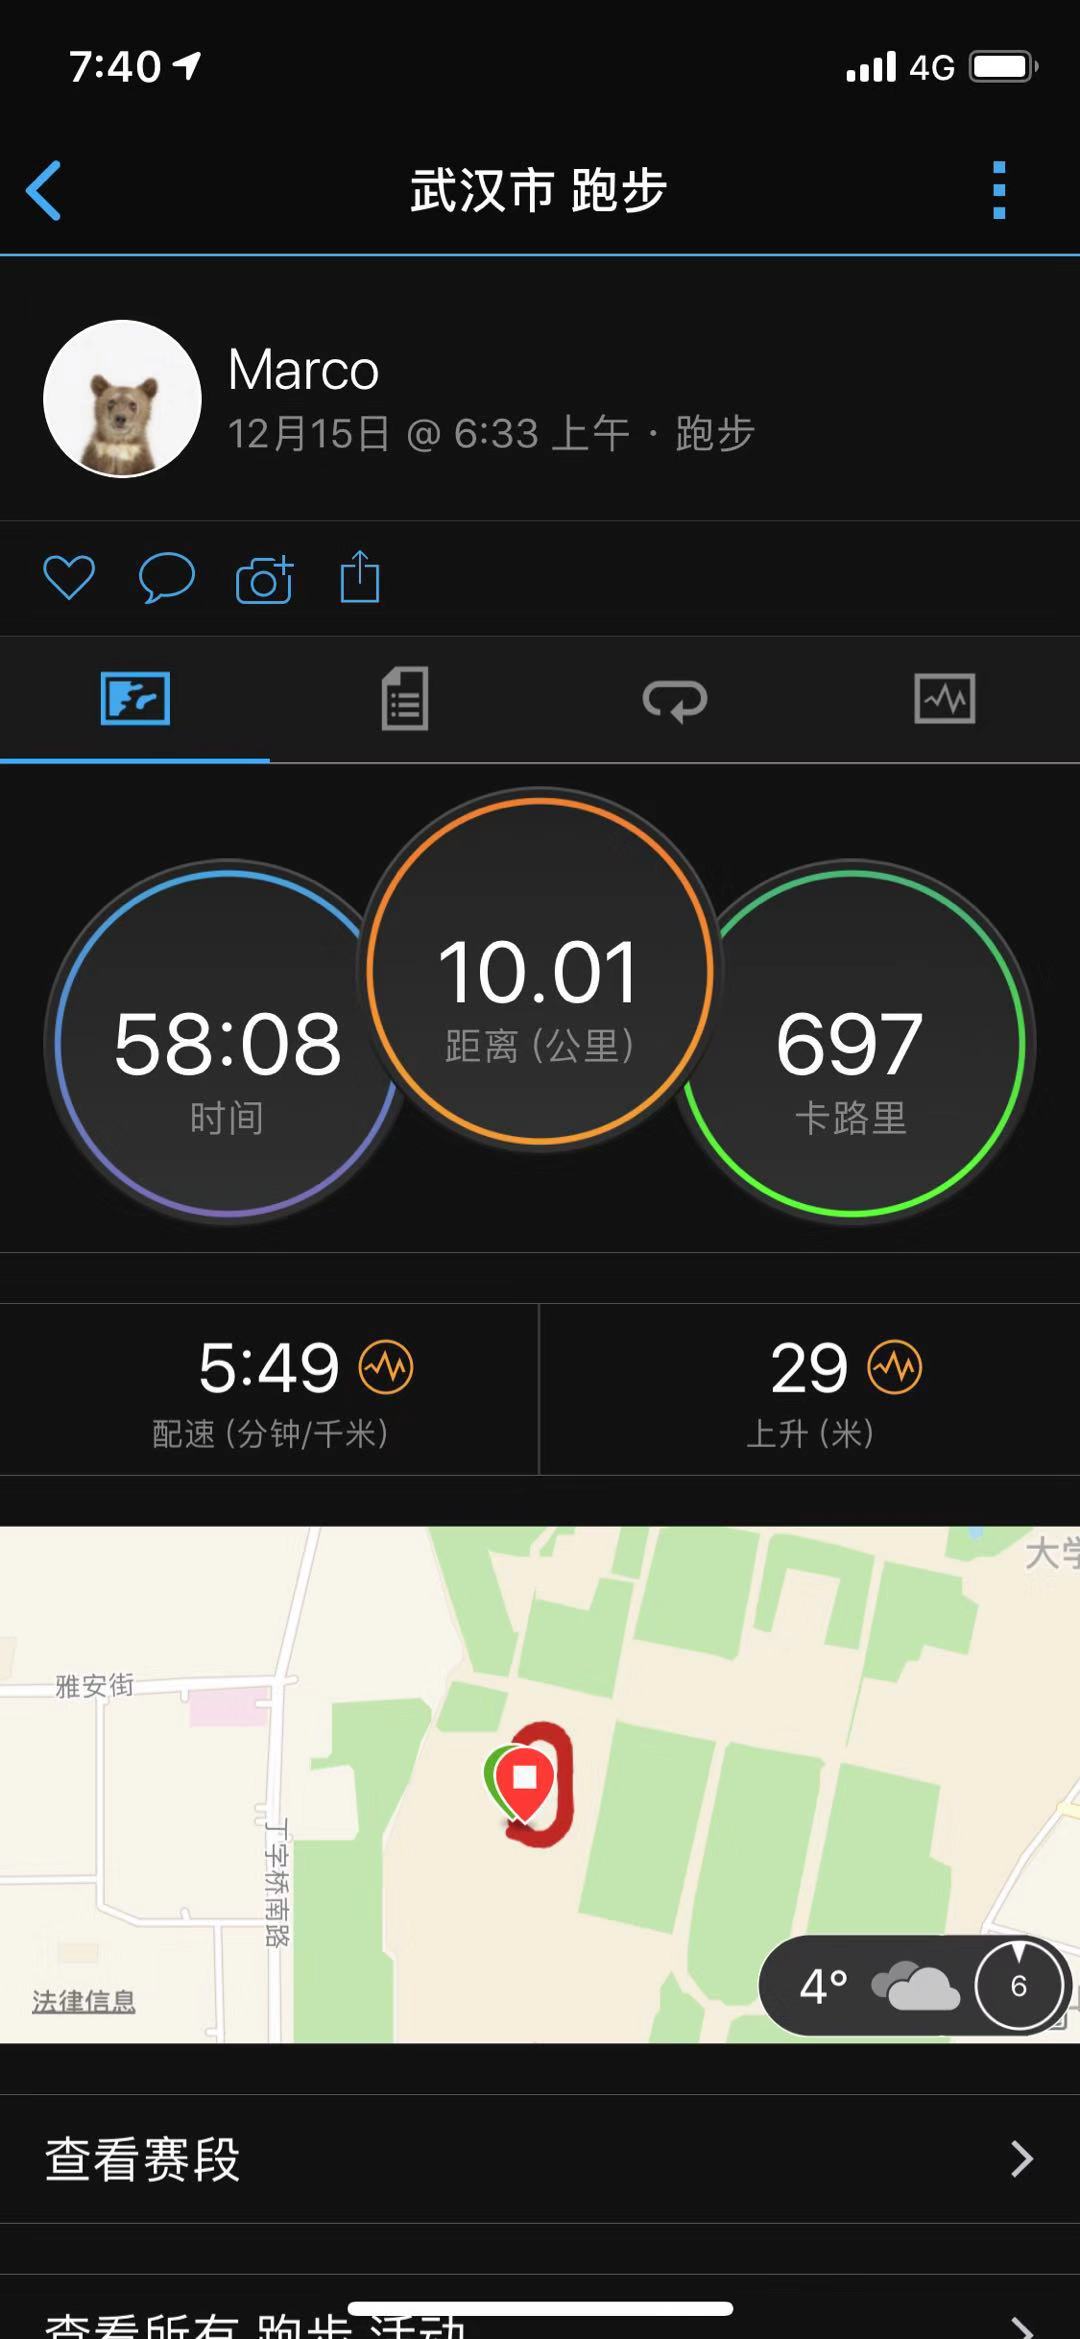 7:40 4G
武汉市 跑步
Marco
12月15日 @ 6:33 上午 · 跑步
10.01
距离 (公里)
58:08
时间
697
卡路里
5:49
配速 (分钟/千米)
29
上升 (米)
大学
雅安街
丁字桥南路
法律信息
4° 6
查看赛段
查看所有 跑步 活动